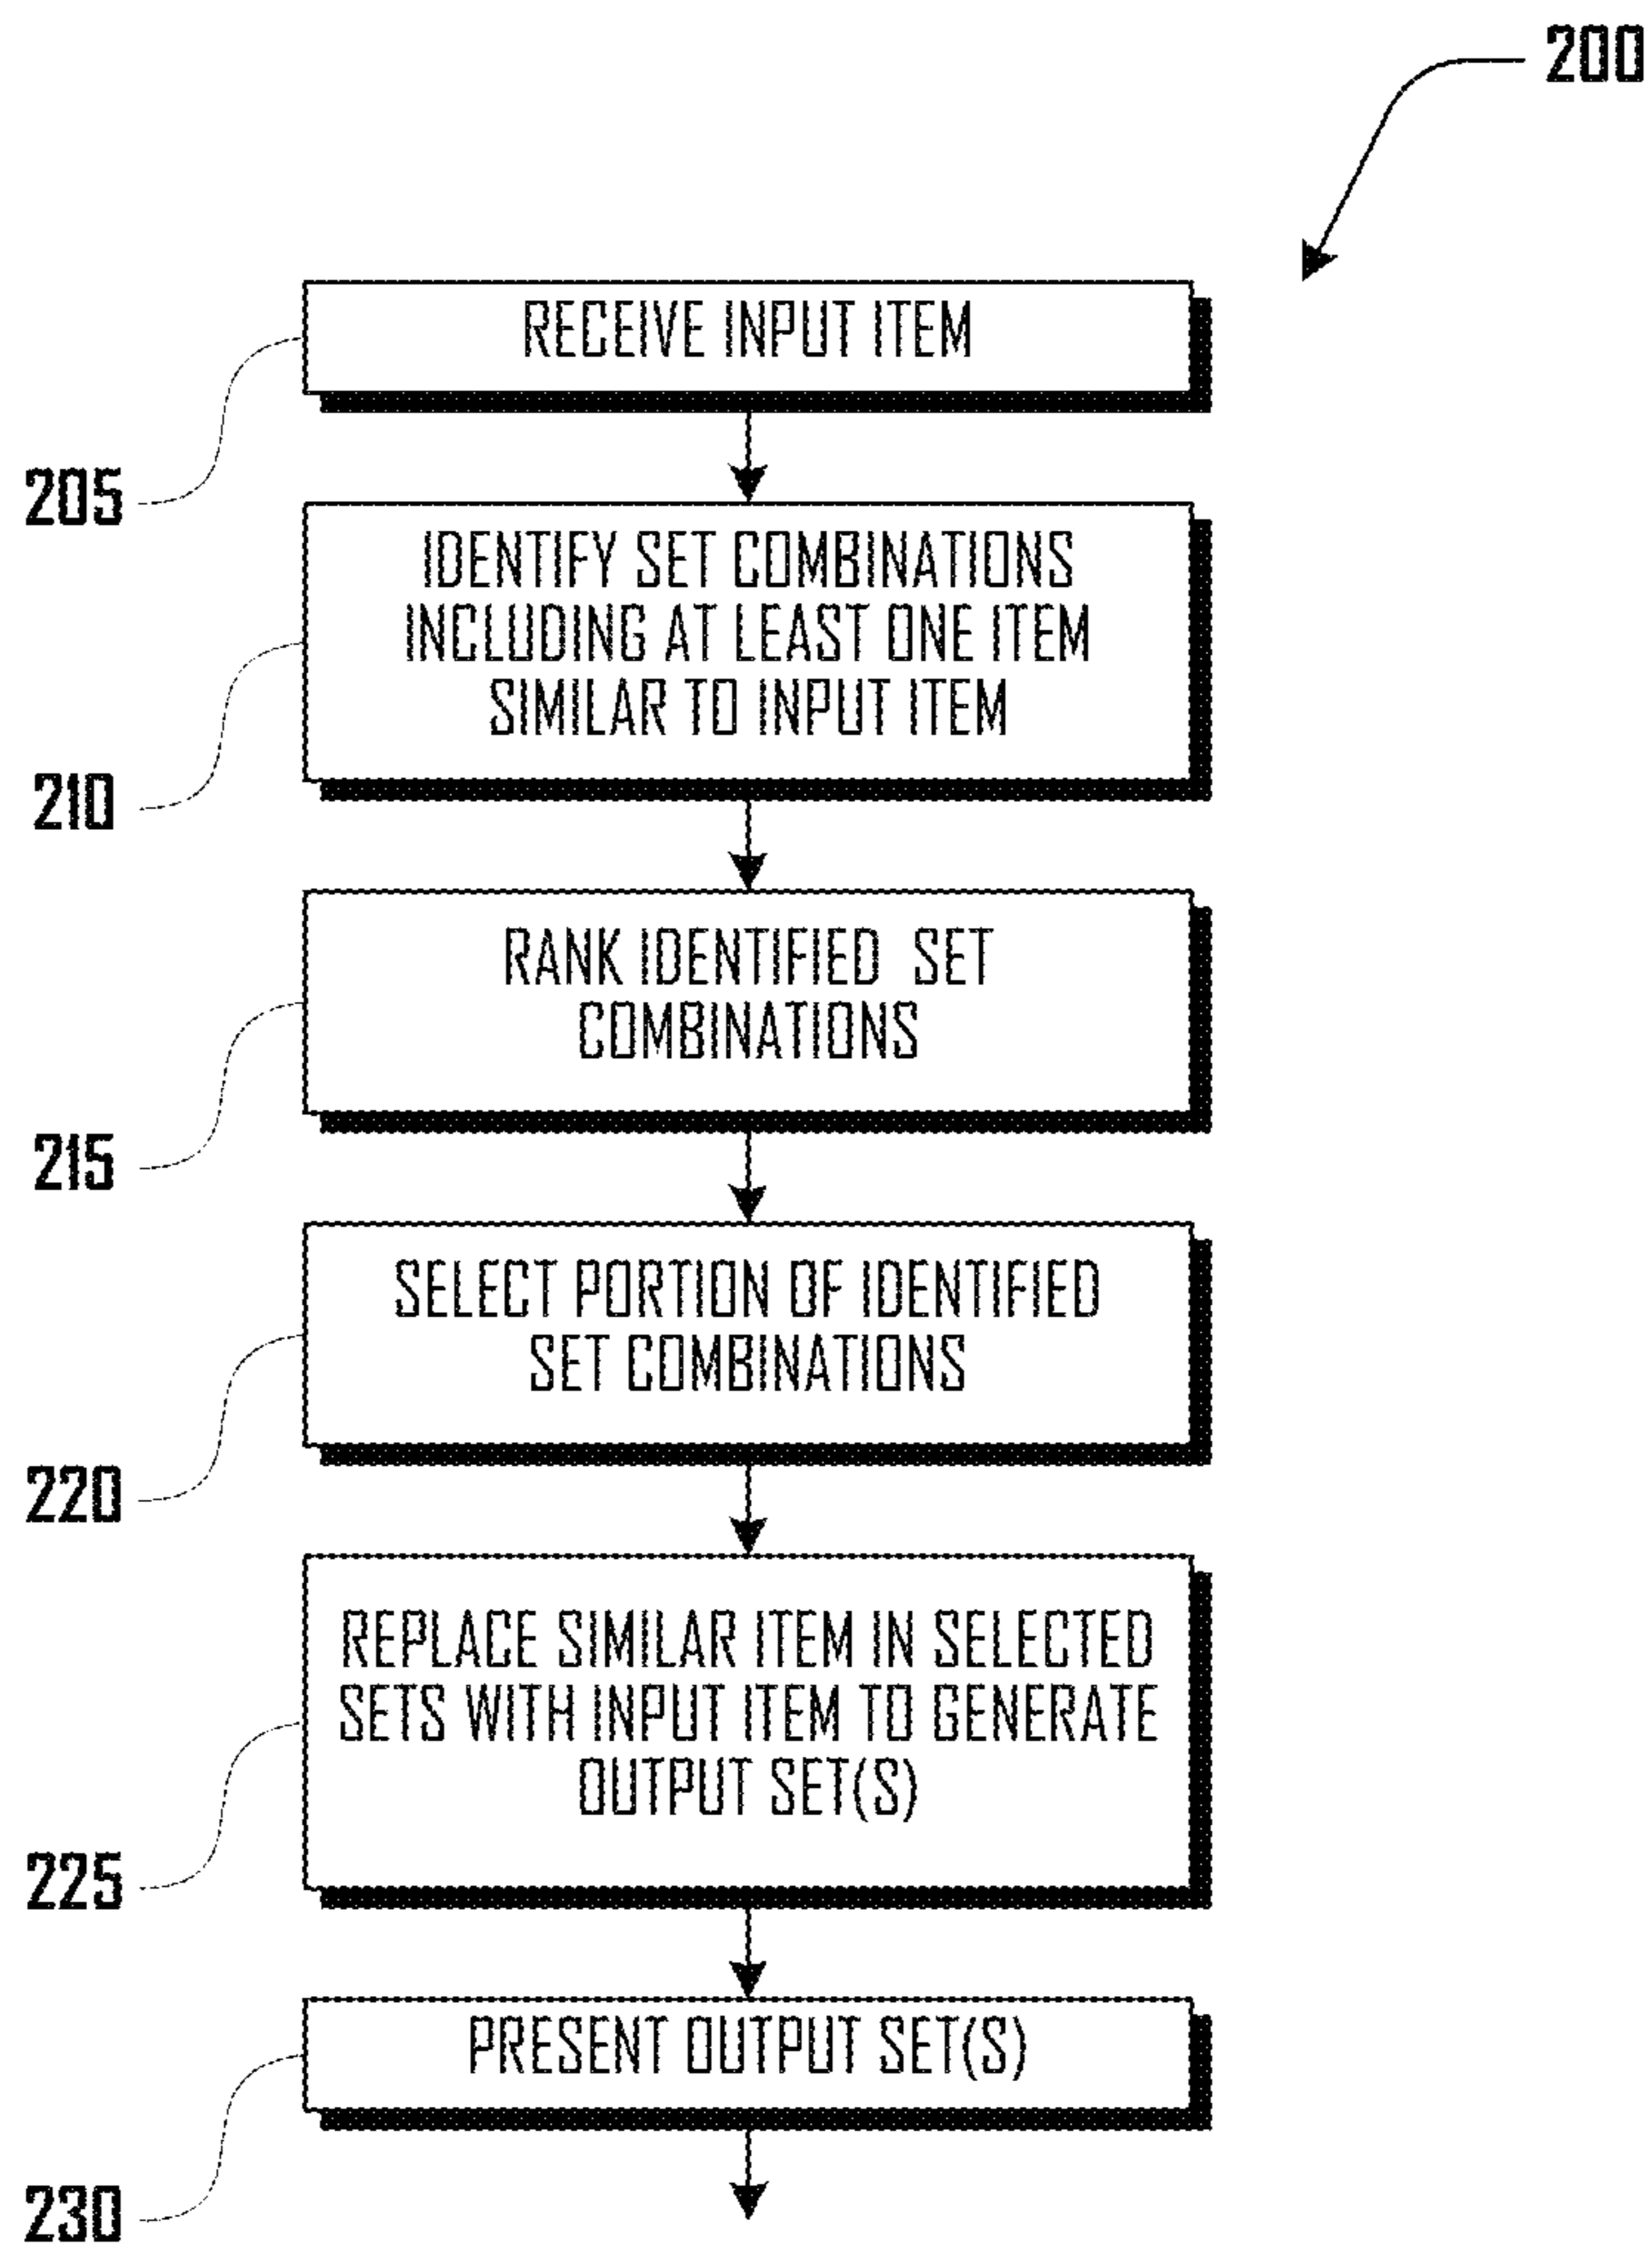 200
RECEIVE INPUT ITEM
205
IDENTIFY SET COMBINATIONS
INCLUDING AT LEAST ONE ITEM
SIMILAR TO INPUT ITEM
210
RANK IDENTIFIED SET
COMBINATIONS
215
SELECT PORTION OF IDENTIFIED
SET COMBINATIONS
220
REPLACE SIMILAR ITEM IN SELECTED
SETS WITH INPUT ITEM TO GENERATE
OUTPUT SET(S)
225
PRESENT OUTPUT SET(S)
230